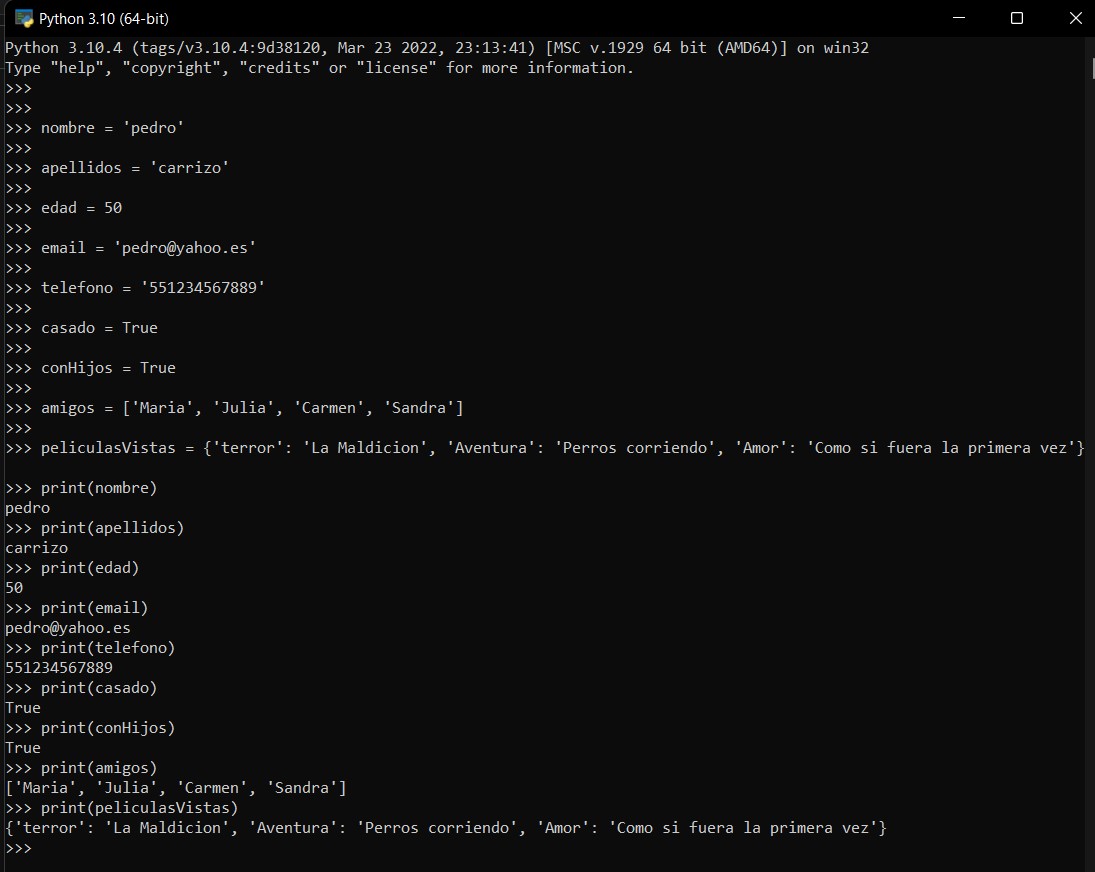 Python 3.10 (64-bit)
Python 3.10.4 (tags/v3.10.4:9d38120, Mar 23 2022, 23:13:41) [MSC v.1929 64 bit (AMD64)] on win32
Type "help", "copyright", "credits" or "license" for more information.
>>>
>>>
>>> nombre = 'pedro'
>>>
>>> apellidos = 'carrizo'
>>>
>>> edad = 50
>>>
>>> email = 'pedro@yahoo.es'
>>>
>>> telefono = '551234567889'
>>>
>>> casado = True
>>>
>>> conHijos = True
>>>
>>> amigos = ['Maria', 'Julia', 'Carmen', 'Sandra']
>>>
>>> peliculasVistas = {'terror': 'La Maldicion', 'Aventura': 'Perros corriendo', 'Amor': 'Como si fuera la primera vez'}
>>> print(nombre)
pedro
>>> print(apellidos)
carrizo
>>> print(edad)
50
>>> print(email)
pedro@yahoo.es
>>> print(telefono)
551234567889
>>> print(casado)
True
>>> print(conHijos)
True
>>> print(amigos)
['Maria', 'Julia', 'Carmen', 'Sandra']
>>> print(peliculasVistas)
{'terror': 'La Maldicion', 'Aventura': 'Perros corriendo', 'Amor': 'Como si fuera la primera vez'}
>>>